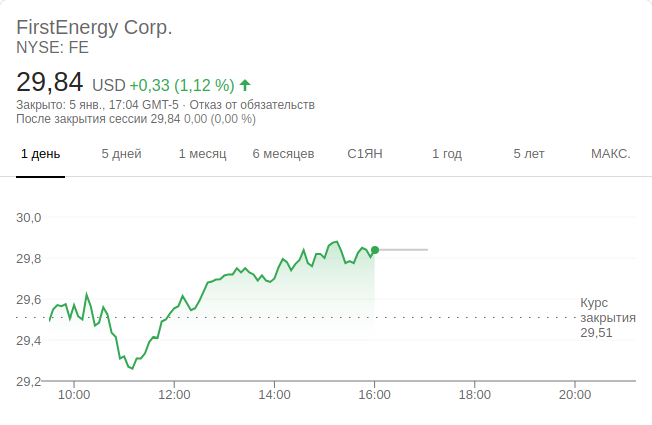 FirstEnergy Corp.
NYSE: FE
29,84 USD +0,33 (1,12 %)
Закрыто: 5 янв., 17:04 GMT-5 · Отказ от обязательств
После закрытия сессии 29,84 0,00 (0,00 %)
1 день 5 дней 1 месяц 6 месяцев С1ЯН 1 год 5 лет МАКС.
30,0
29,8
29,6
29,4
29,2
Курс
закрытия
29,51
10:00 12:00 14:00 16:00 18:00 20:00